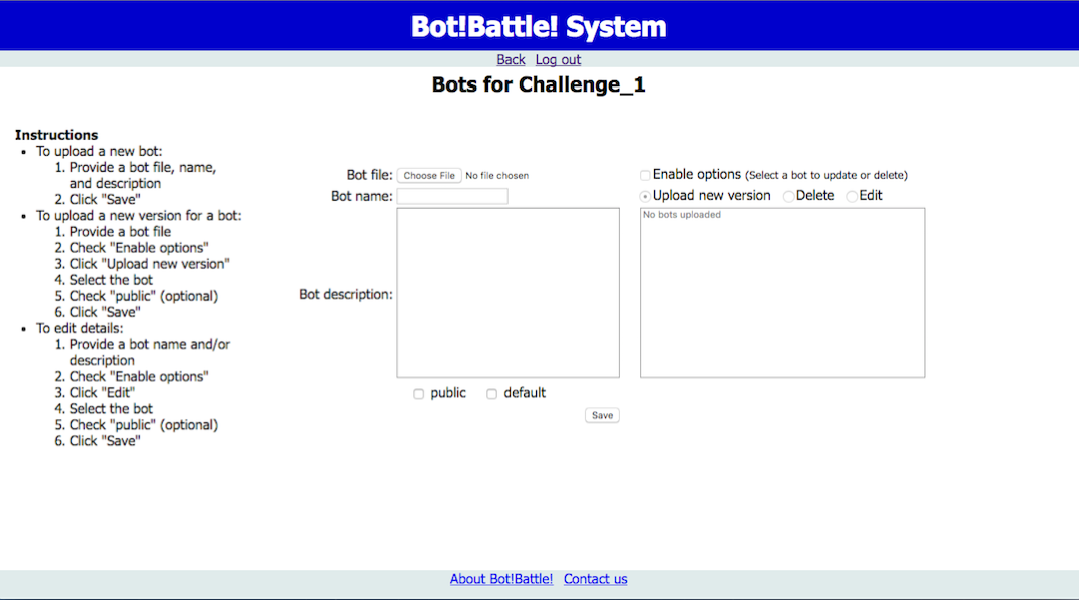 Bot!Battle! System
Back Log out
Bots for Challenge_1
Instructions
• To upload a new bot:
1. Provide a bot file, name,
and description
2. Click "Save"
• To upload a new version for a bot:
1. Provide a bot file
2. Check "Enable options"
3. Click "Upload new version"
4. Select the bot
5. Check "public" (optional)
6. Click "Save"
• To edit details:
1. Provide a bot name and/or
description
2. Check "Enable options"
3. Click "Edit"
4. Select the bot
5. Check "public" (optional)
6. Click "Save"
Bot file: Choose File No file chosen
Bot name:
Bot description:
public default
Save
Enable options (Select a bot to update or delete)
Upload new version Delete Edit
No bots uploaded
About Bot!Battle! Contact us